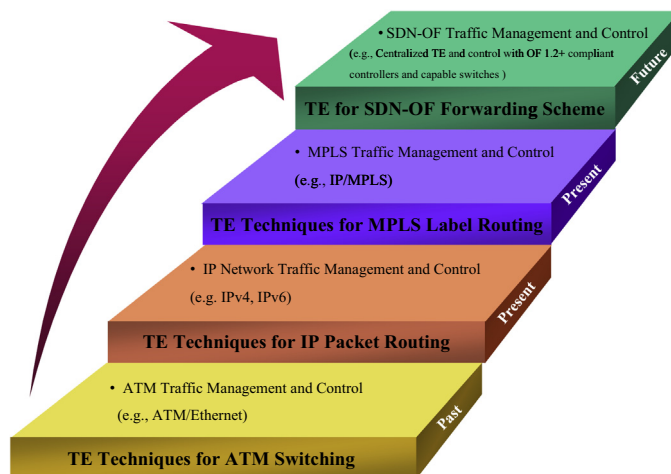 • SDN-OF Traffic Management and Control
(e.g., Centralized TE and control with OF 1.2+ compliant
controllers and capable switches )
TE for SDN-OF Forwarding Scheme
Future
• MPLS Traffic Management and Control
(e.g., IP/MPLS)
TE Techniques for MPLS Label Routing
Present
• IP Network Traffic Management and Control
(e.g. IPv4, IPv6)
TE Techniques for IP Packet Routing
Present
• ATM Traffic Management and Control
(e.g., ATM/Ethernet)
TE Techniques for ATM Switching
Past